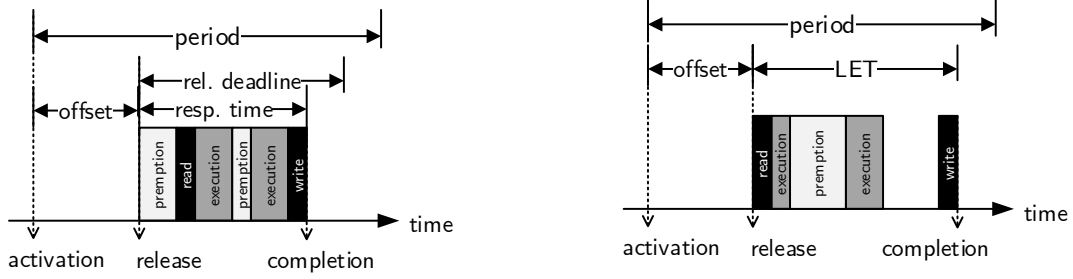 period
rel. deadline
offset
resp. time
premption
read
execution
premption
execution
write
time
activation
release
completion
period
offset
LET
read
execution
premption
execution
write
time
activation
release
completion